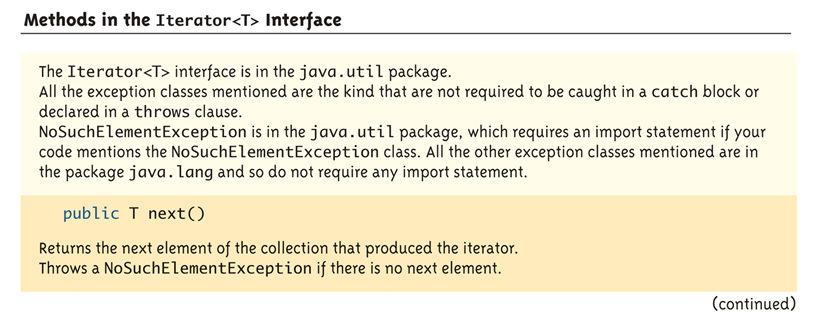 Methods in the Iterator<T> Interface
The Iterator<T> interface is in the java.util package.
All the exception classes mentioned are the kind that are not required to be caught in a catch block or
declared in a throws clause.
NoSuchElementException is in the java.util package, which requires an import statement if your
code mentions the NoSuchElementException class. All the other exception classes mentioned are in
the package java.lang and so do not require any import statement.
public T next()
Returns the next element of the collection that produced the iterator.
Throws a NoSuchElementException if there is no next element.
(continued)